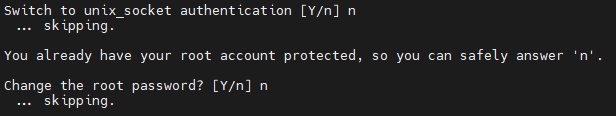 Switch to unix_socket authentication [Y/n] n
 ... skipping.
You already have your root account protected, so you can safely answer 'n'.
Change the root password? [Y/n] n
 ... skipping.